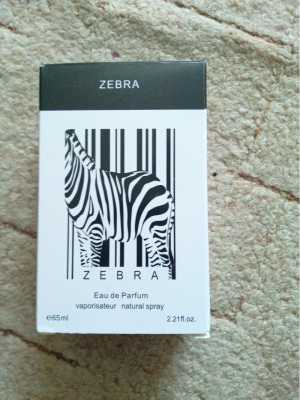 ZEBRA
ZEBRA
Eau de Parfum
vaporisateur natural spray
℮65ml 2.21fl.oz.